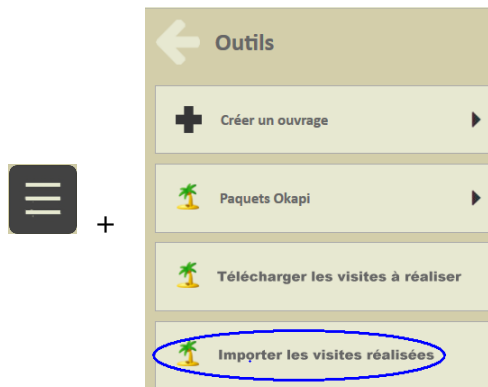 Outils
Créer un ouvrage
Paquets Okapi
+
Télécharger les visites à réaliser
Importer les visites réalisées